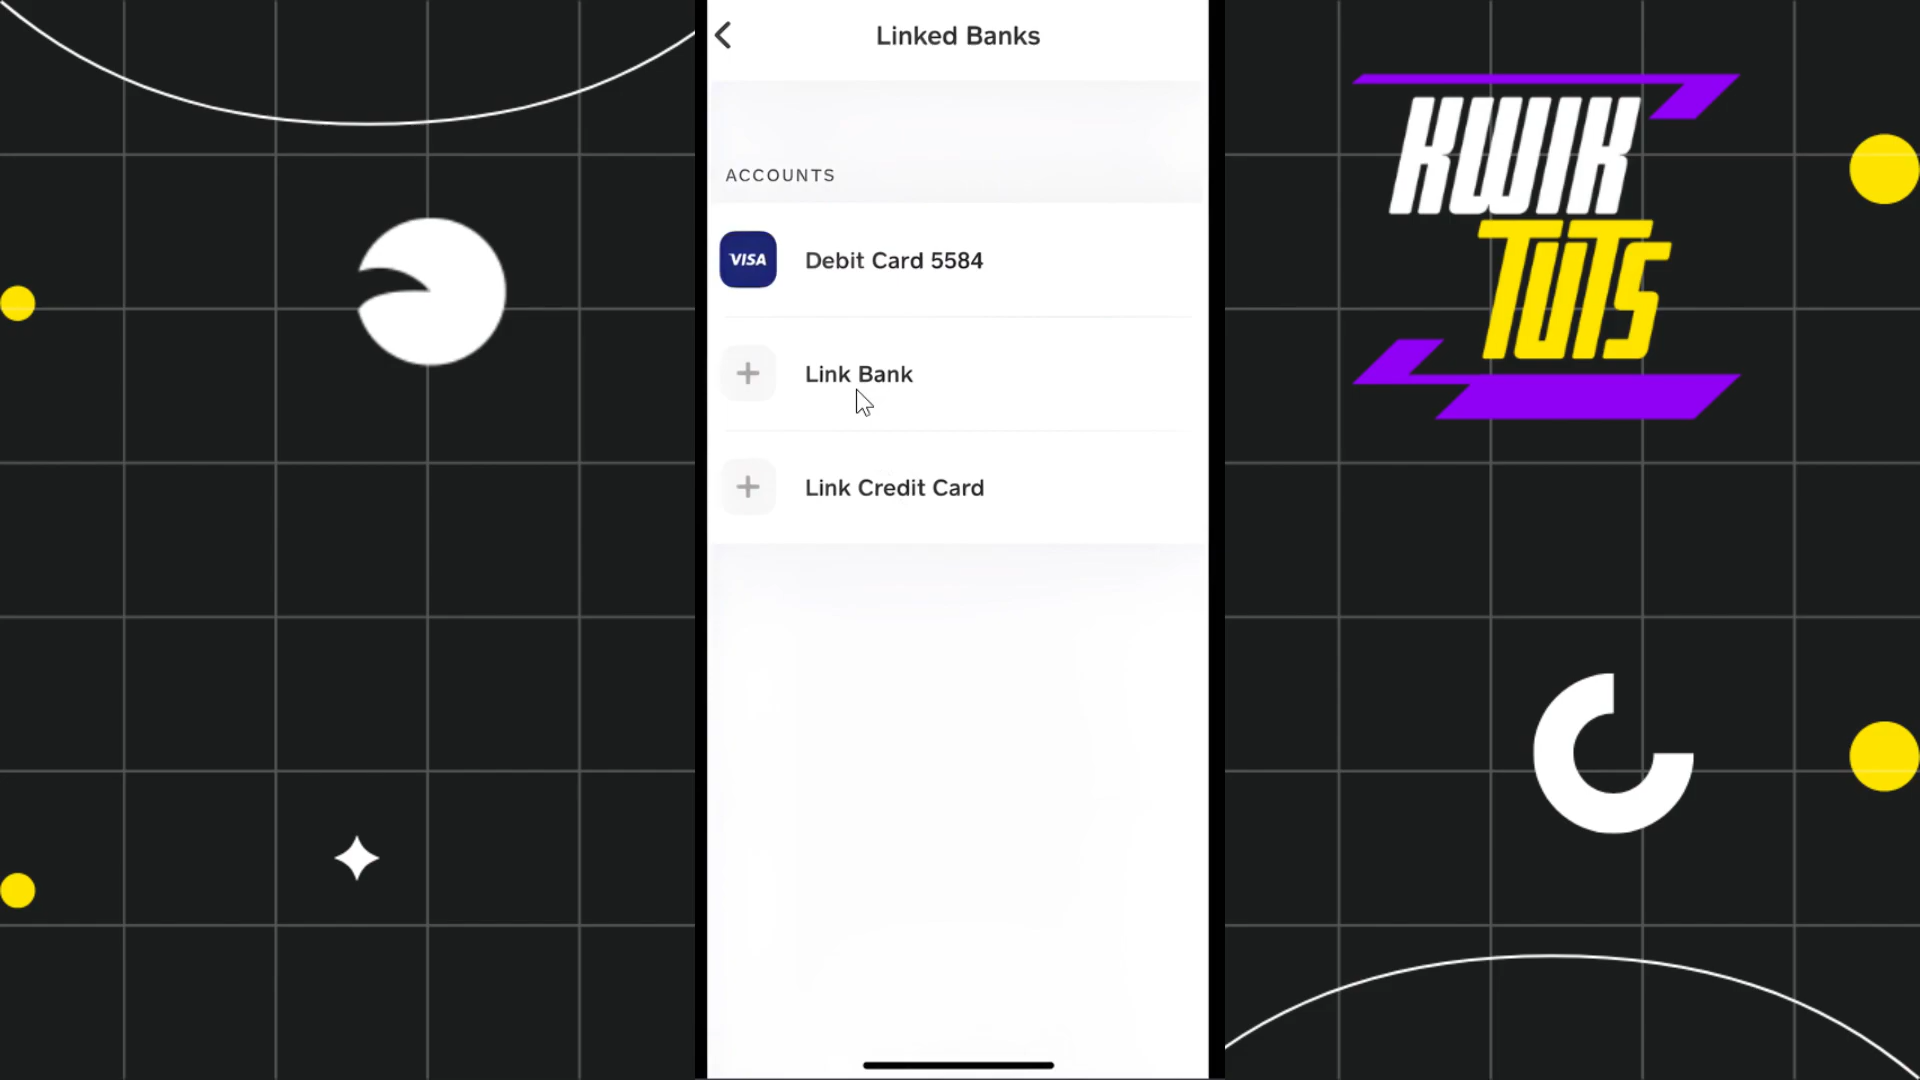 Linked Banks
ACCOUNTS
VISA
Debit Card 5584
Link Bank
Link Credit Card
KWIK
TUTS